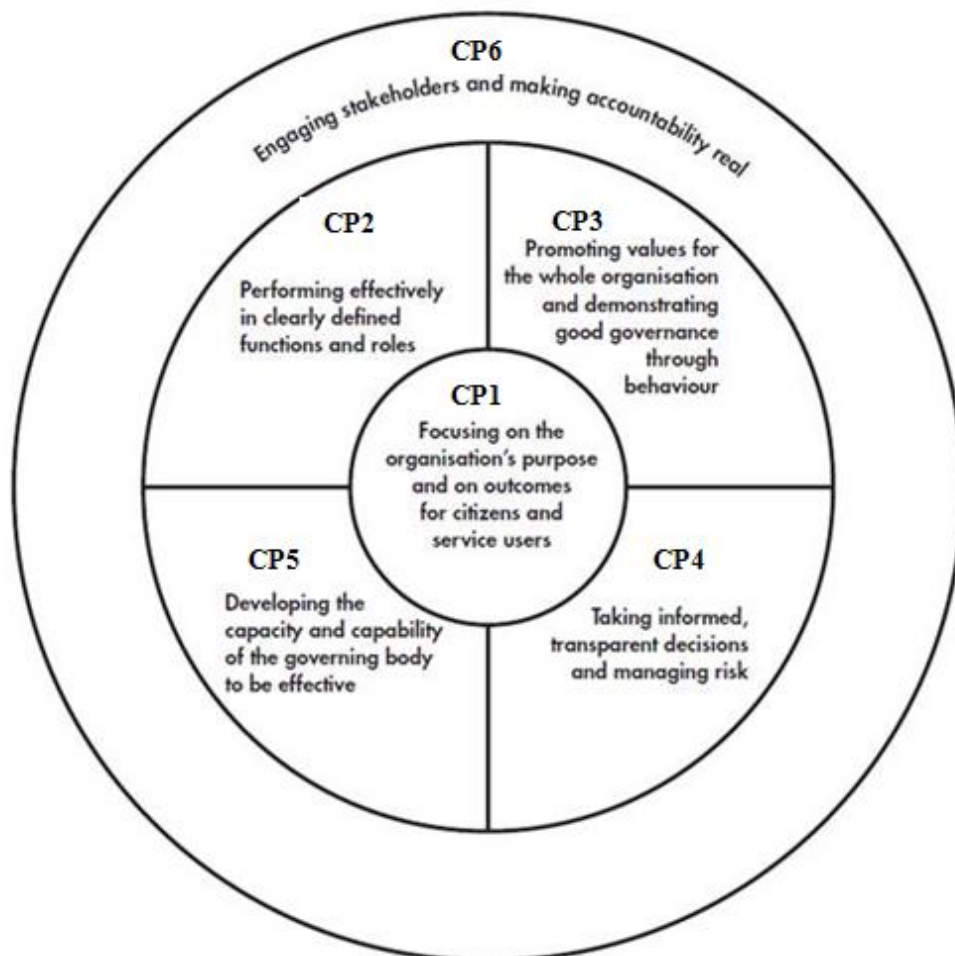 CP6
Engaging stakeholders and making accountability real
CP2
Performing effectively
in clearly defined
functions and roles
CP3
Promoting values for
the whole organisation
and demonstrating
good governance
through
behaviour
CP1
Focusing on the
organisation's purpose
and on outcomes
for citizens and
service users
CP5
Developing the
capacity and capability
of the governing body
to be effective
CP4
Taking informed,
transparent decisions
and managing risk